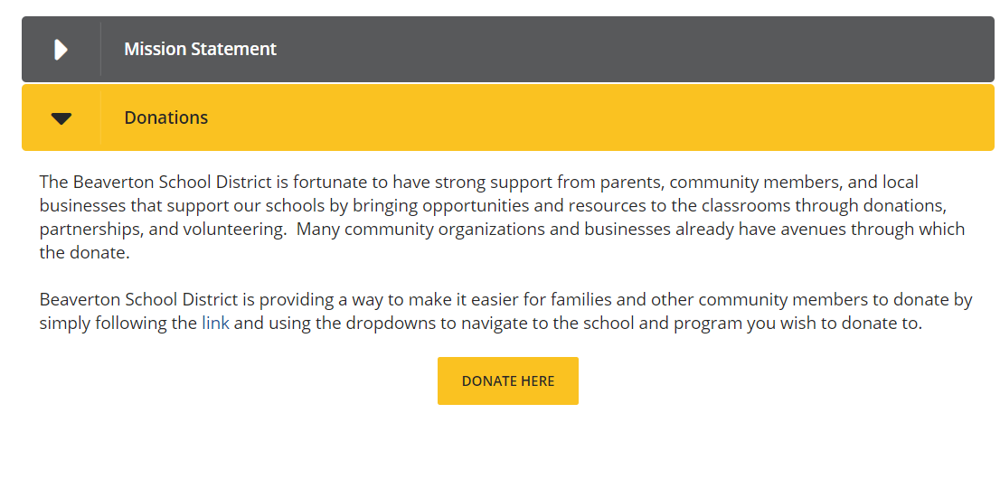 Mission Statement
Donations
The Beaverton School District is fortunate to have strong support from parents, community members, and local
businesses that support our schools by bringing opportunities and resources to the classrooms through donations,
partnerships, and volunteering.  Many community organizations and businesses already have avenues through which
the donate.
Beaverton School District is providing a way to make it easier for families and other community members to donate by
simply following the link and using the dropdowns to navigate to the school and program you wish to donate to.
DONATE HERE